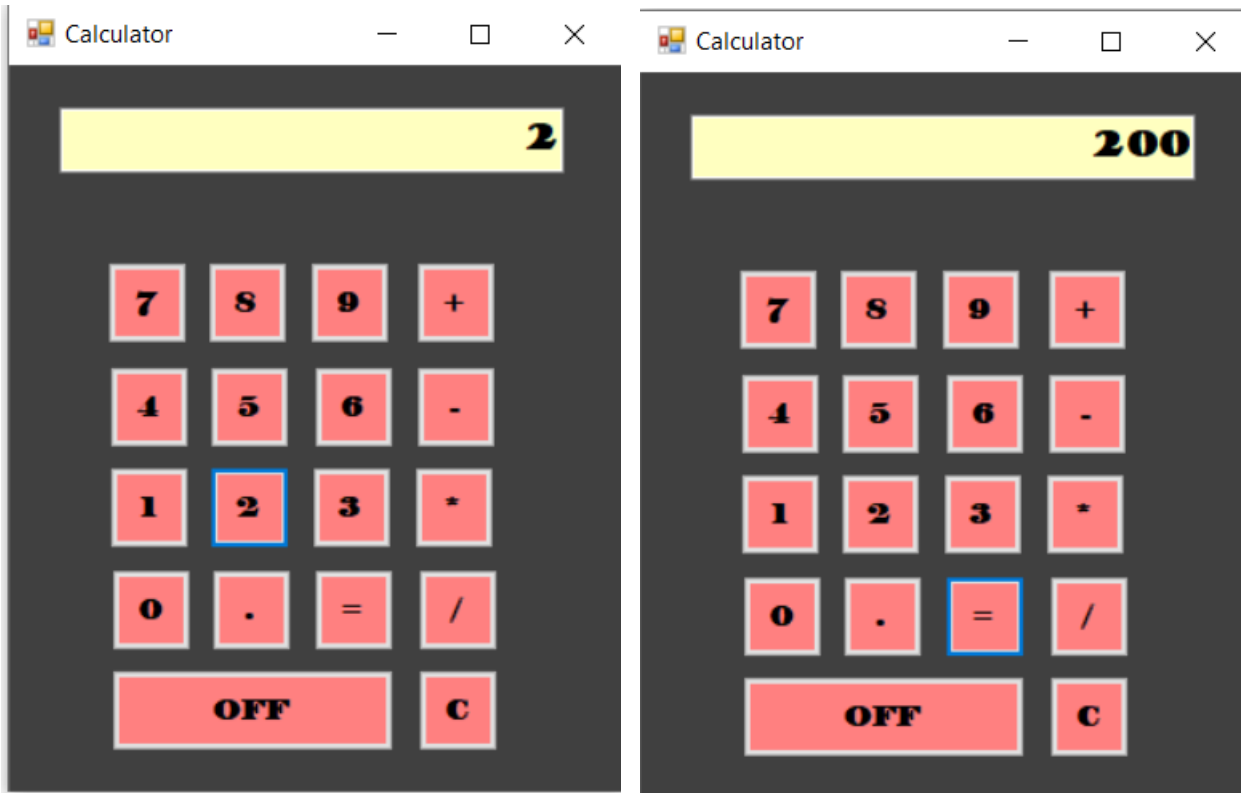 Calculator
2
7 8 9 +
4 5 6 -
1 2 3 *
0 . = /
OFF C
Calculator
200
7 8 9 +
4 5 6 -
1 2 3 *
0 . = /
OFF C